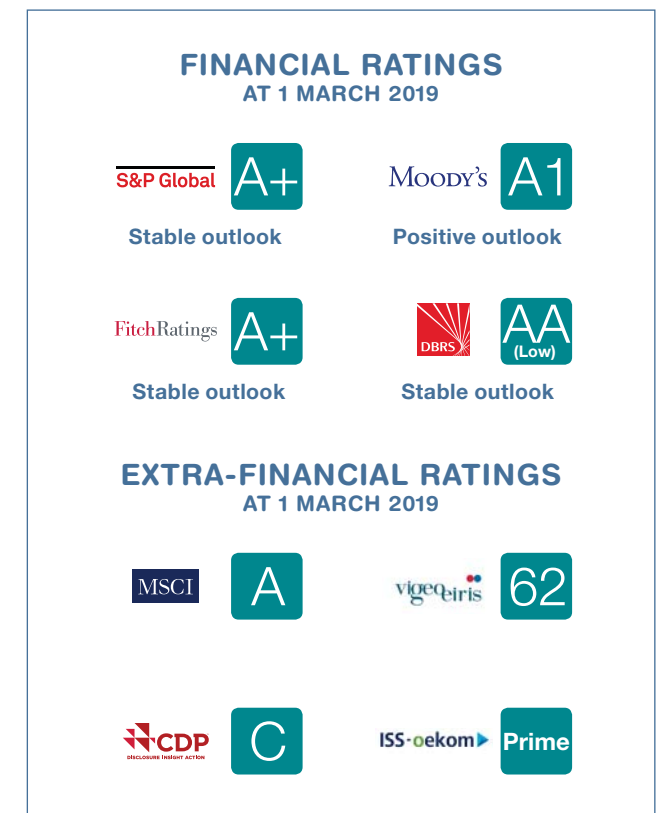 FINANCIAL RATINGS
AT 1 MARCH 2019
S&P Global A+
Stable outlook
MOODY'S A1
Positive outlook
FitchRatings A+
Stable outlook
DBRS AA
(Low)
Stable outlook
EXTRA-FINANCIAL RATINGS
AT 1 MARCH 2019
MSCI A
vigeoeiris 62
CDP C
DISCLOSURE INSIGHT ACTION
ISS-oekom Prime